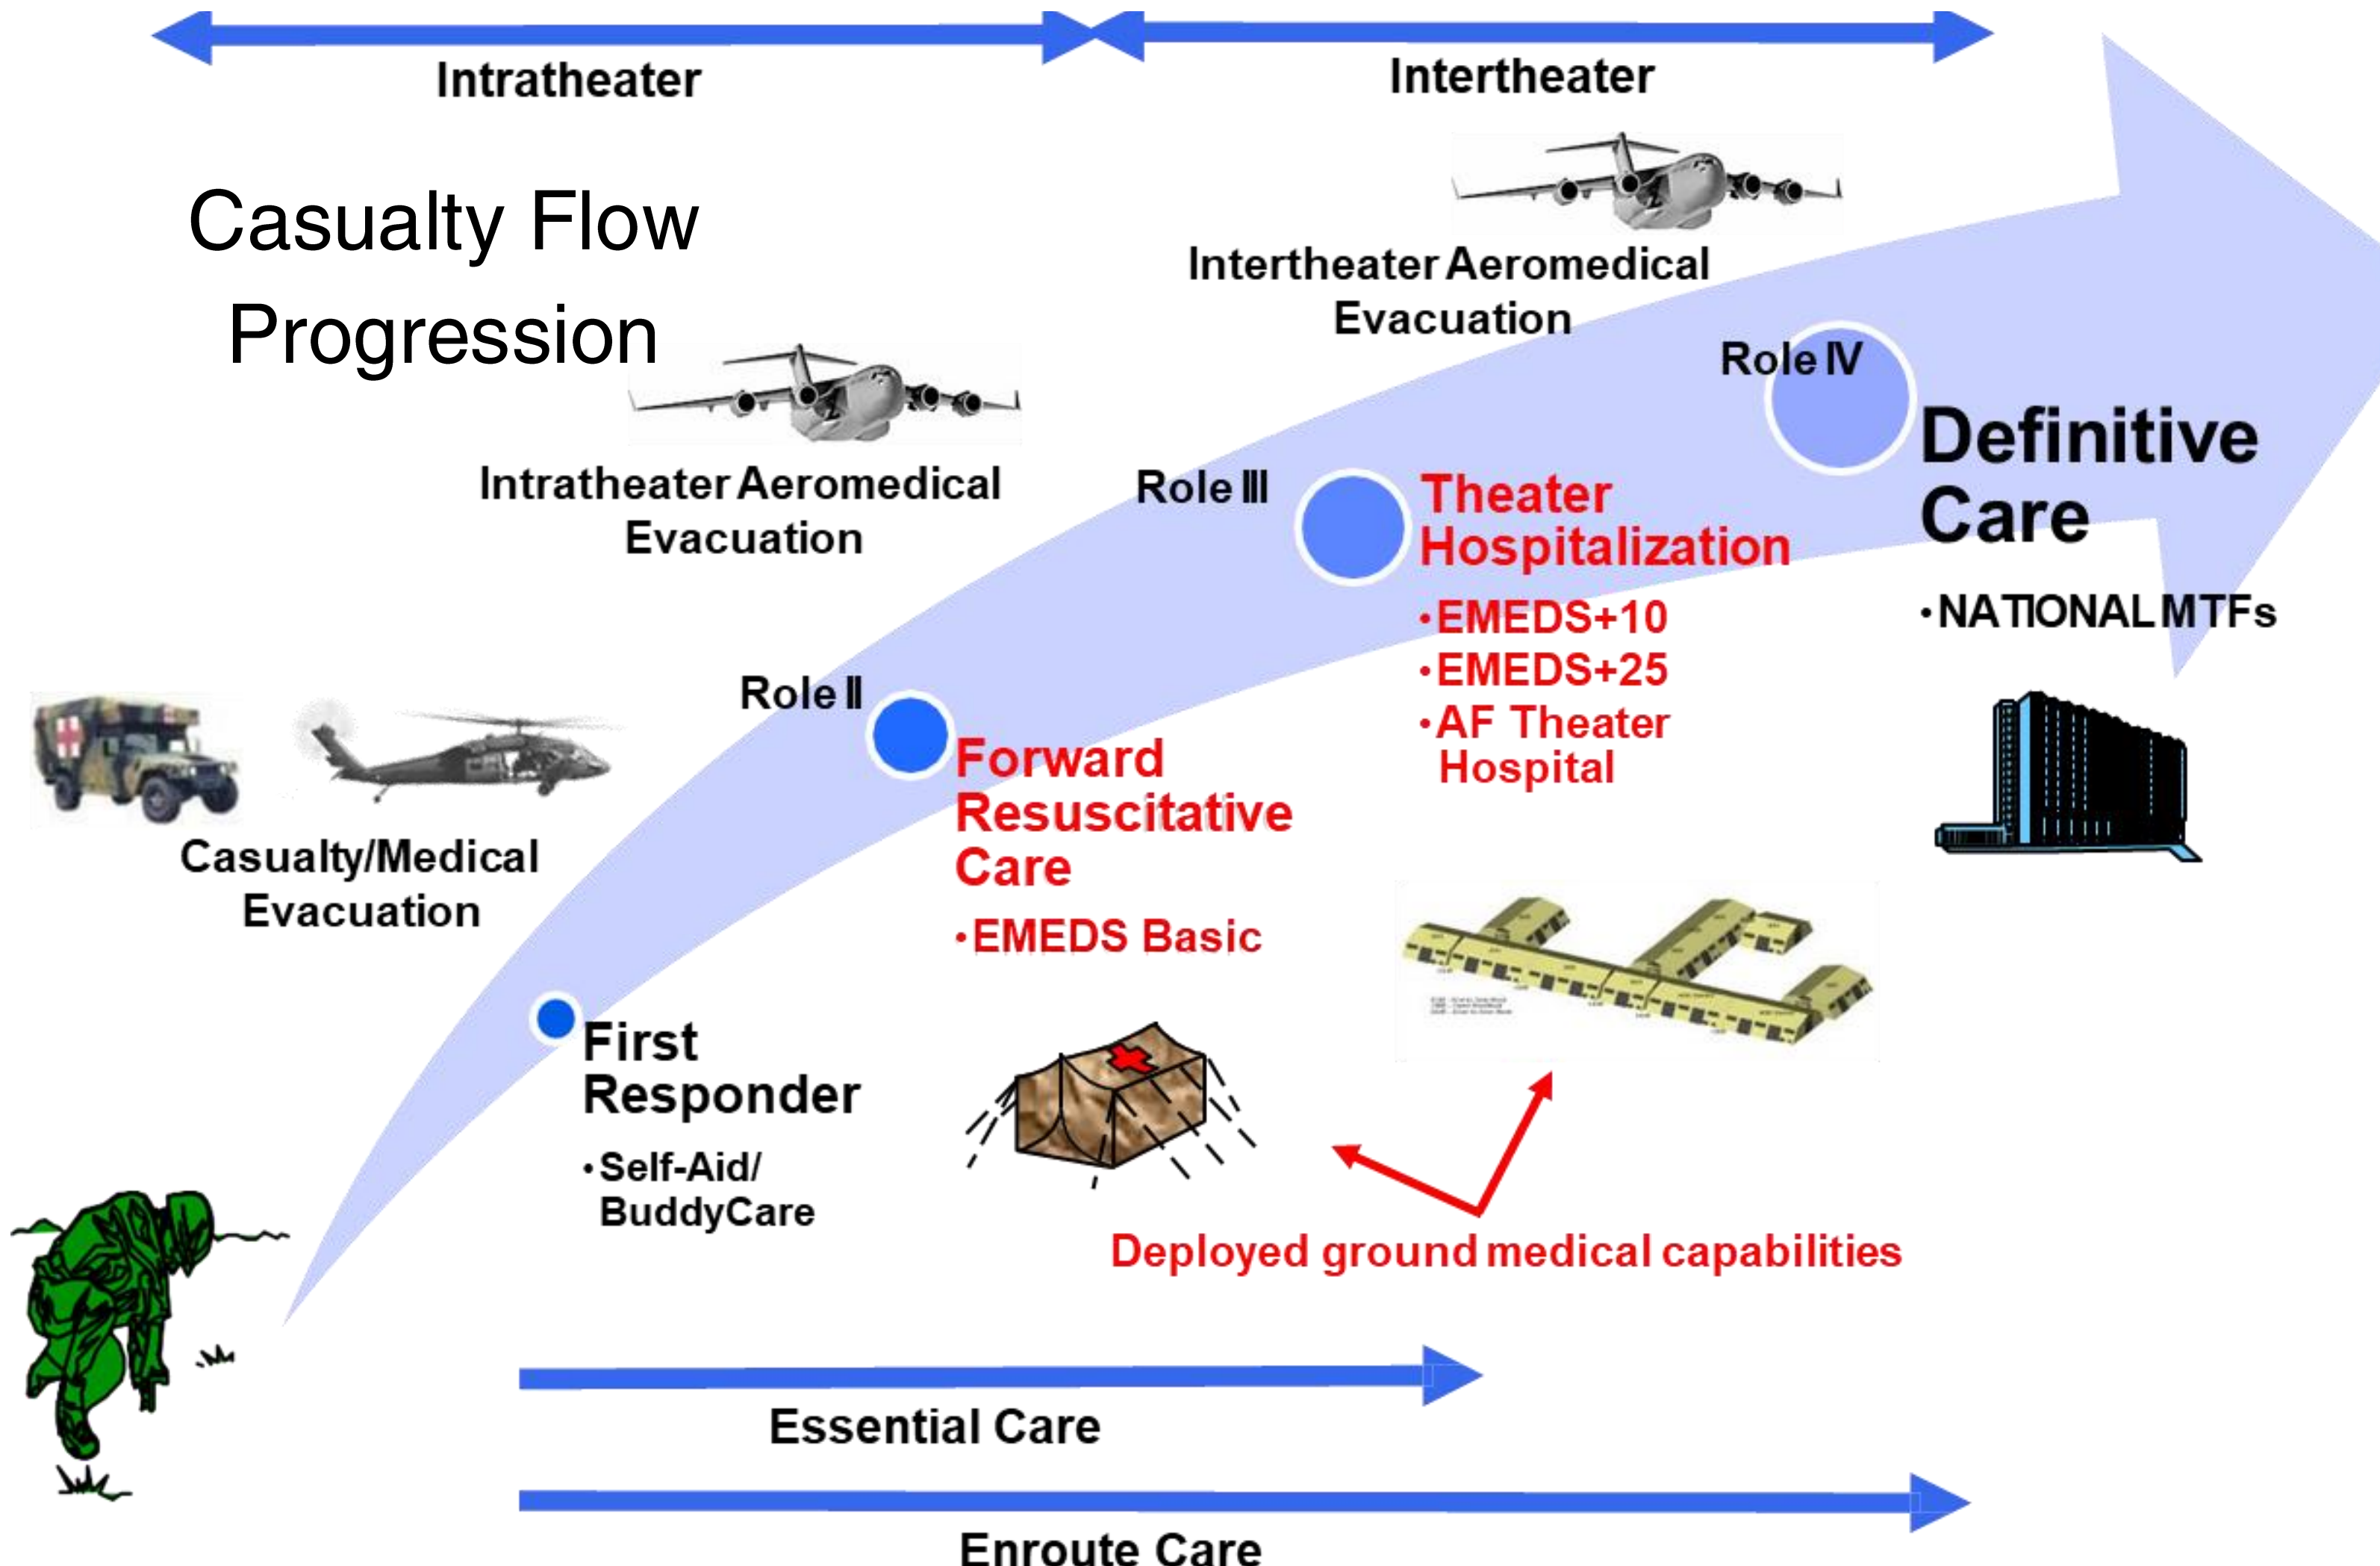 Intratheater
Intertheater
Casualty Flow
Progression
Intertheater Aeromedical
Evacuation
Intratheater Aeromedical
Evacuation
Role IV
Definitive
Care
•NATIONAL MTFs
Role III
Theater
Hospitalization
•EMEDS+10
•EMEDS+25
•AF Theater
Hospital
Role II
Forward
Resuscitative
Care
•EMEDS Basic
Casualty/Medical
Evacuation
First
Responder
•Self-Aid/
BuddyCare
Deployed ground medical capabilities
Essential Care
Enroute Care